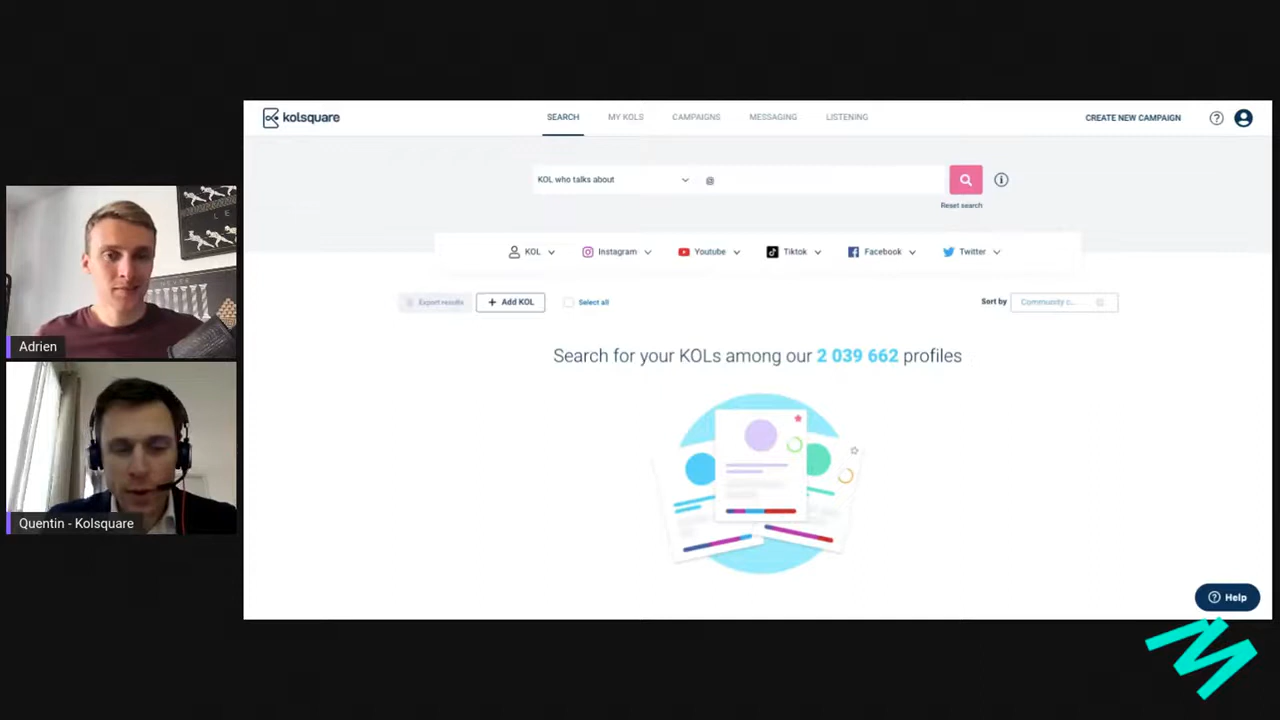 kolsquare
SEARCH
MY KOLS
CAMPAIGNS
MESSAGING
LISTENING
CREATE NEW CAMPAIGN
KOL who talks about
@
Reset search
KOL
Instagram
Youtube
Tiktok
Facebook
Twitter
Export results
+ Add KOL
Select all
Sort by
Community c...
Search for your KOLs among our 2 039 662 profiles
Adrien
Quentin - Kolsquare
Help